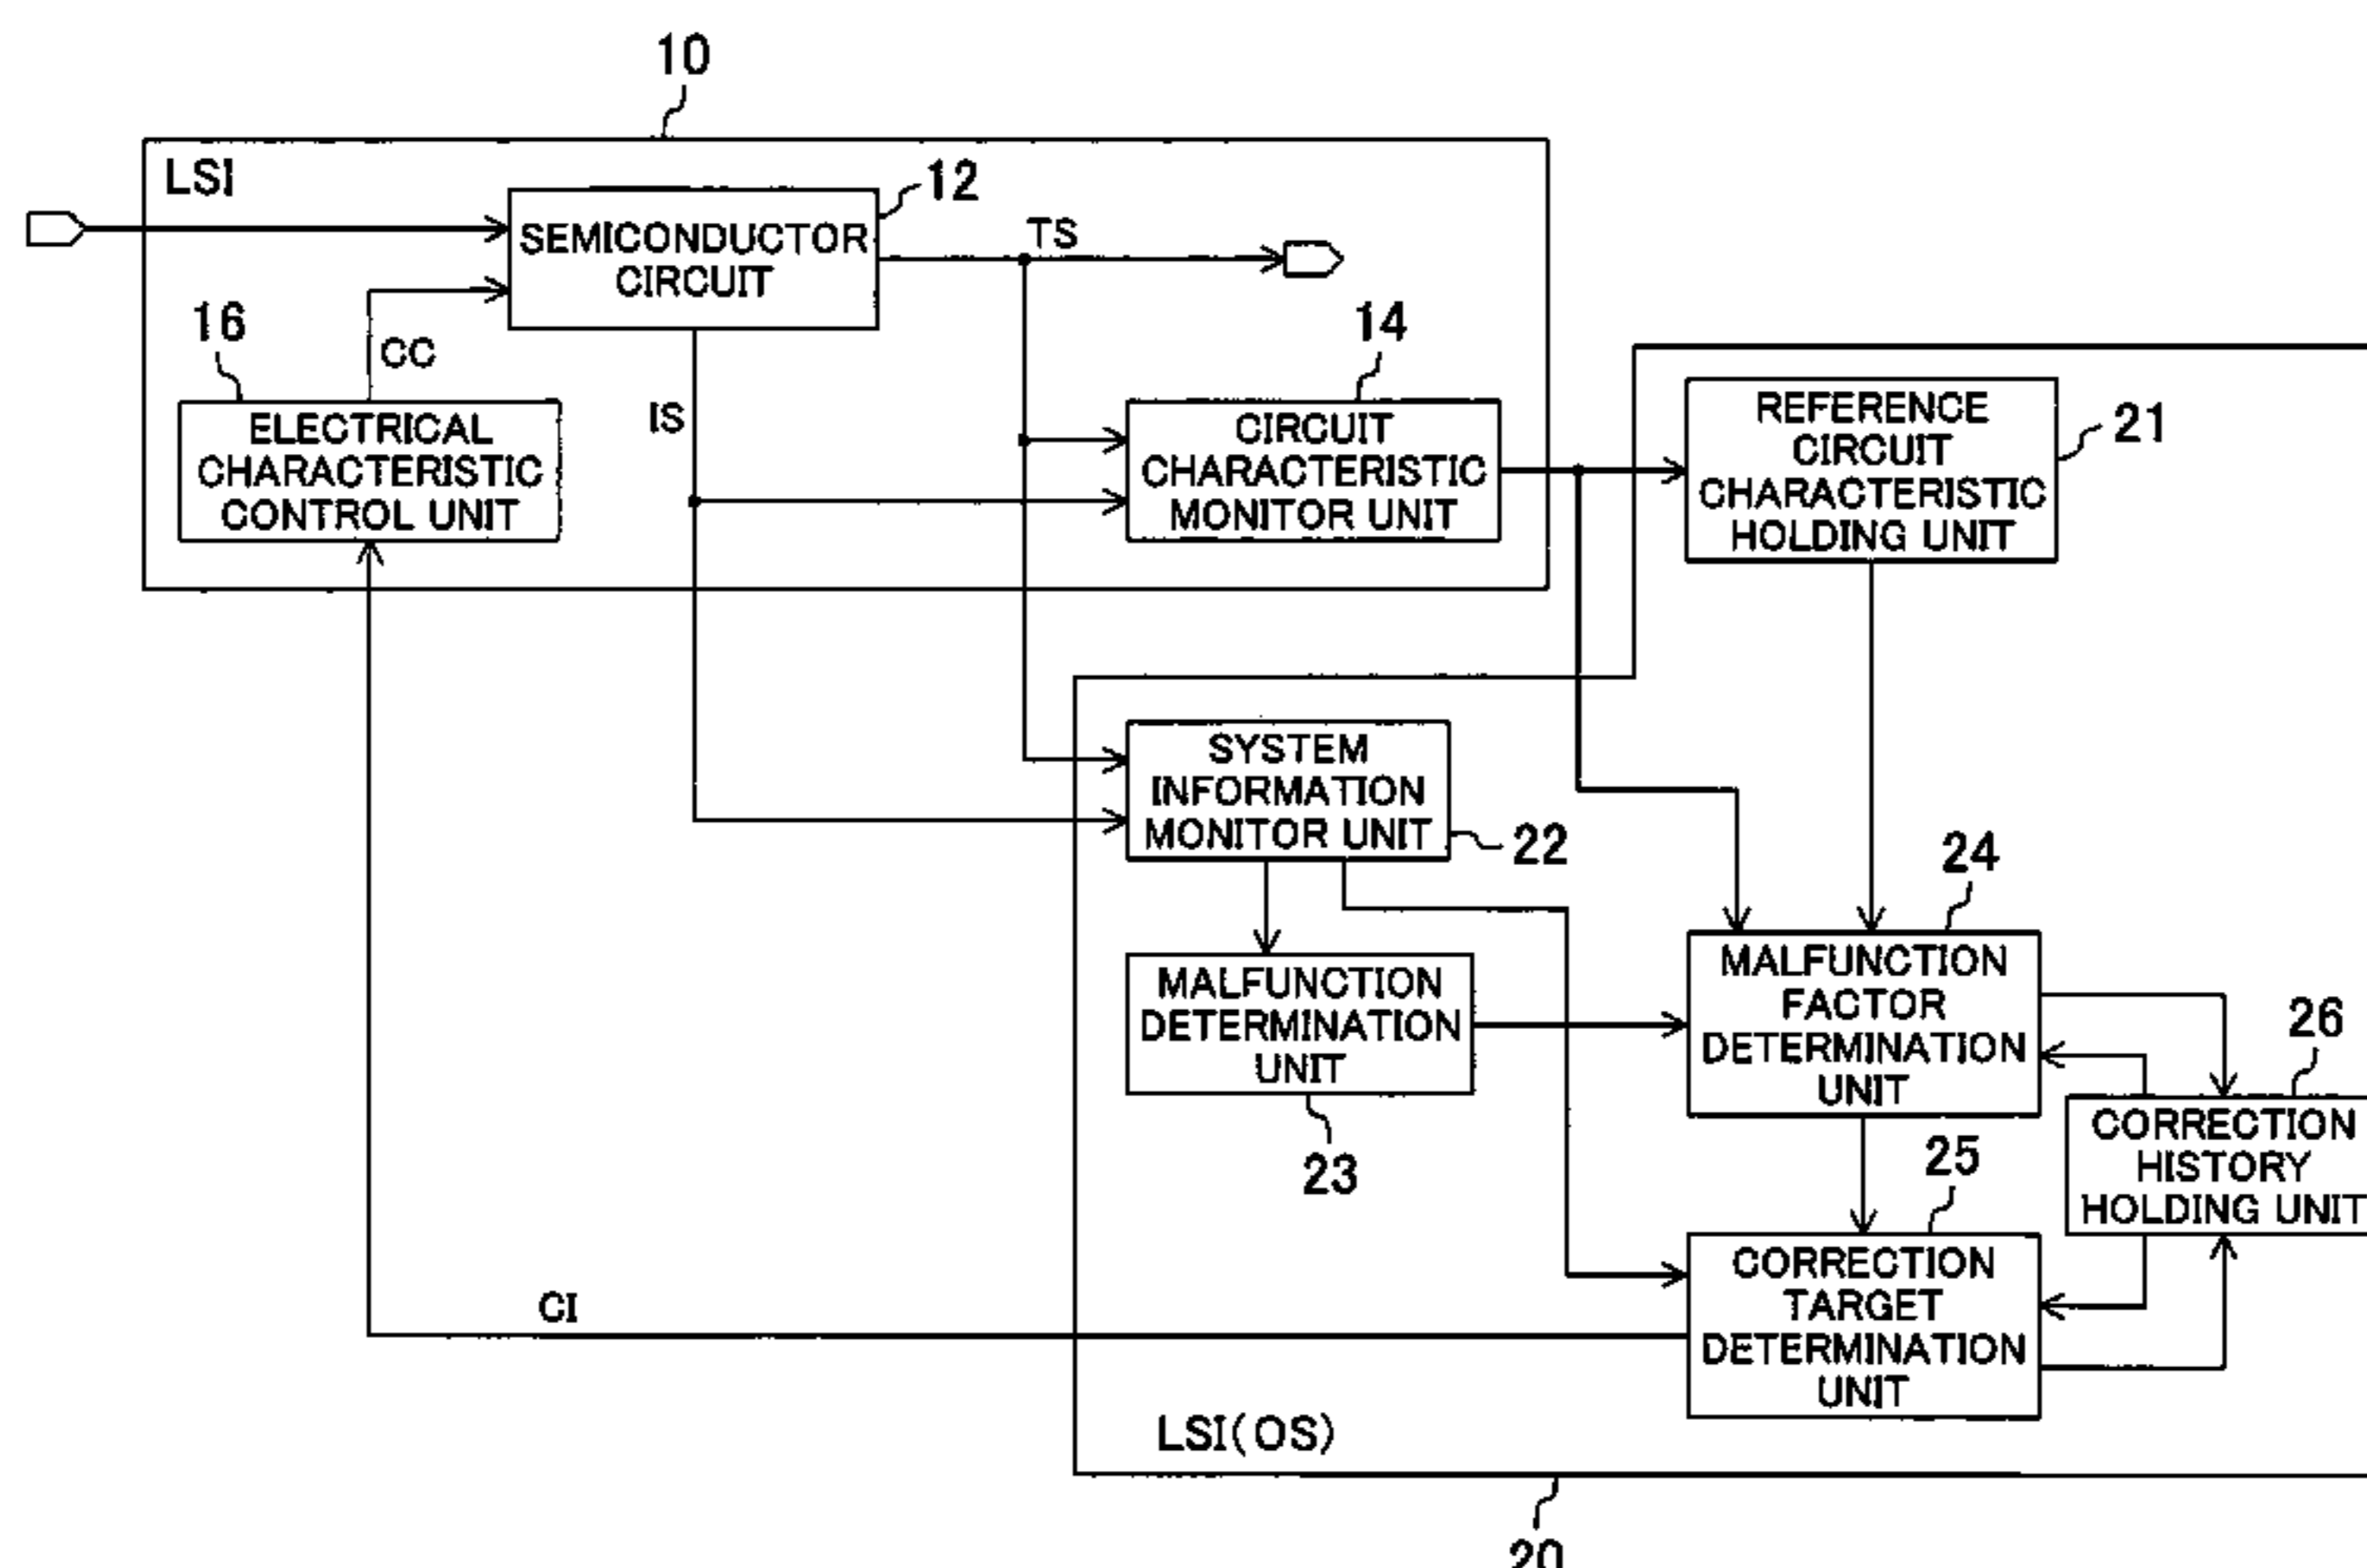 10
LSI
12
SEMICONDUCTOR
CIRCUIT
TS
16
CC
14
IS
ELECTRICAL
CHARACTERISTIC
CONTROL UNIT
CIRCUIT
CHARACTERISTIC
MONITOR UNIT
REFERENCE
CIRCUIT
CHARACTERISTIC
HOLDING UNIT
21
SYSTEM
INFORMATION
MONITOR UNIT
22
24
MALFUNCTION
DETERMINATION
UNIT
23
MALFUNCTION
FACTOR
DETERMINATION
UNIT
26
CORRECTION
HISTORY
HOLDING UNIT
25
CORRECTION
TARGET
DETERMINATION
UNIT
CI
LSI(OS)
20